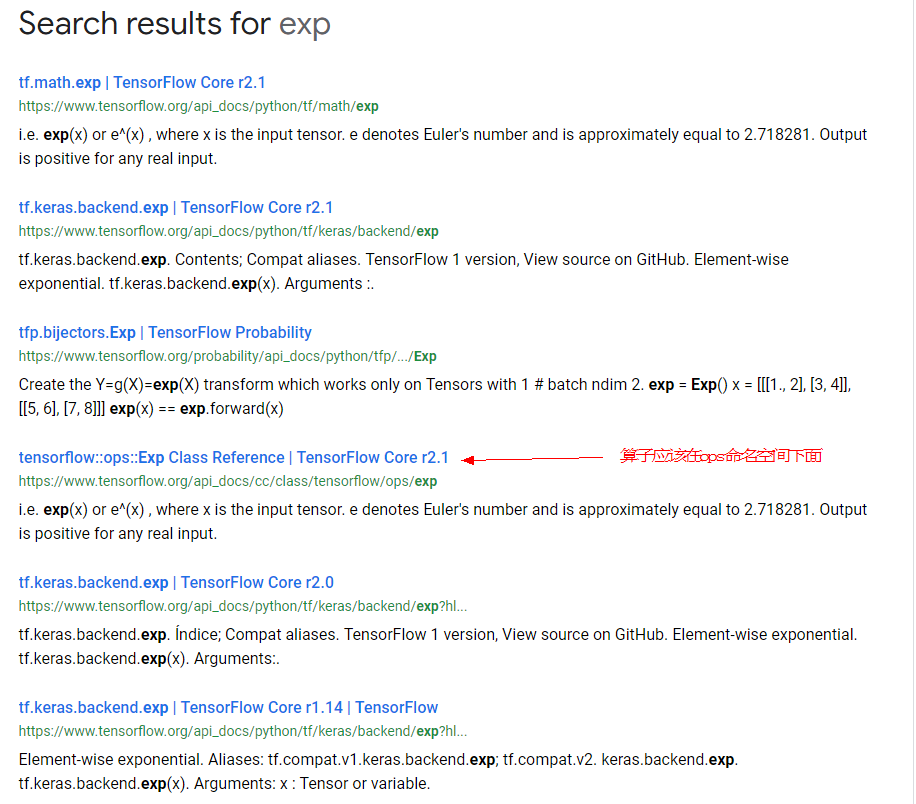 Search results for exp
tf.math.exp | TensorFlow Core r2.1
https://www.tensorflow.org/api_docs/python/tf/math/exp
i.e. exp(x) or e^(x) , where x is the input tensor. e denotes Euler's number and is approximately equal to 2.718281. Output
is positive for any real input.
tf.keras.backend.exp | TensorFlow Core r2.1
https://www.tensorflow.org/api_docs/python/tf/keras/backend/exp
tf.keras.backend.exp. Contents; Compat aliases. TensorFlow 1 version, View source on GitHub. Element-wise
exponential. tf.keras.backend.exp(x). Arguments :.
tfp.bijectors.Exp | TensorFlow Probability
https://www.tensorflow.org/probability/api_docs/python/tfp/.../Exp
Create the Y=g(X)=exp(X) transform which works only on Tensors with 1 # batch ndim 2. exp = Exp() x = [[[1., 2], [3, 4]],
[[5, 6], [7, 8]]] exp(x) == exp.forward(x)
tensorflow::ops::Exp Class Reference | TensorFlow Core r2.1 算子应该在ops命名空间下面
https://www.tensorflow.org/api_docs/cc/class/tensorflow/ops/exp
i.e. exp(x) or e^(x) , where x is the input tensor. e denotes Euler's number and is approximately equal to 2.718281. Output
is positive for any real input.
tf.keras.backend.exp | TensorFlow Core r2.0
https://www.tensorflow.org/api_docs/python/tf/keras/backend/exp?hl...
tf.keras.backend.exp. Índice; Compat aliases. TensorFlow 1 version, View source on GitHub. Element-wise exponential.
tf.keras.backend.exp(x). Arguments:.
tf.keras.backend.exp | TensorFlow Core r1.14 | TensorFlow
https://www.tensorflow.org/api_docs/python/tf/keras/backend/exp?hl...
Element-wise exponential. Aliases: tf.compat.v1.keras.backend.exp; tf.compat.v2. keras.backend.exp.
tf.keras.backend.exp(x). Arguments: x : Tensor or variable.